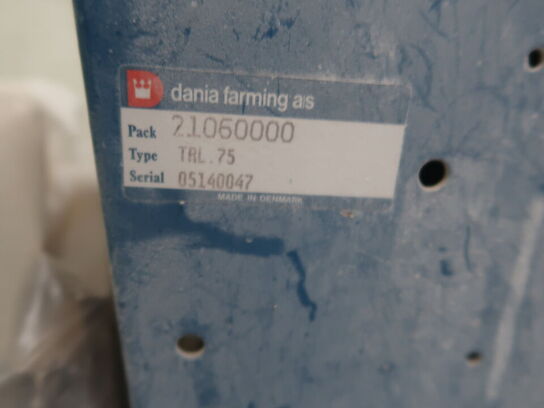 dania farming a/s
Pack 21060000
Type TRL.75
Serial 05140047
MADE IN DENMARK